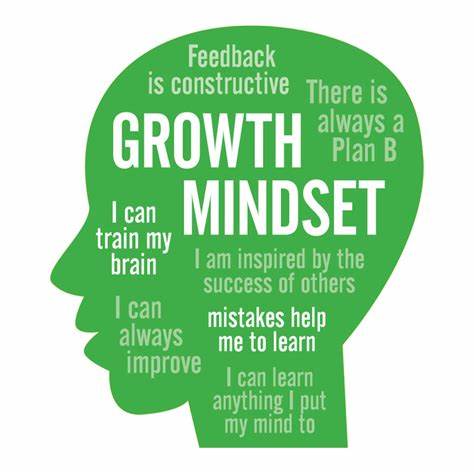 Feedback
is constructive
There is
always a
Plan B
GROWTH
MINDSET
I can
train my
brain
I am inspired by the
success of others
I can
always
improve
mistakes help
me to learn
I can learn
anything I put
my mind to